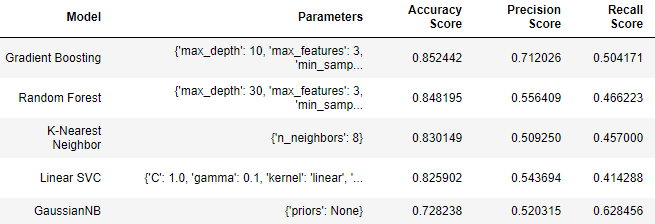 Model Parameters Accuracy Score Precision Score Recall Score
Gradient Boosting {'max_depth': 10, 'max_features': 3, 'min_samp... 0.852442 0.712026 0.504171
Random Forest {'max_depth': 30, 'max_features': 3, 'min_samp... 0.848195 0.556409 0.466223
K-Nearest Neighbor {'n_neighbors': 8} 0.830149 0.509250 0.457000
Linear SVC {'C': 1.0, 'gamma': 0.1, 'kernel': 'linear', '... 0.825902 0.543694 0.414288
GaussianNB {'priors': None} 0.728238 0.520315 0.628456